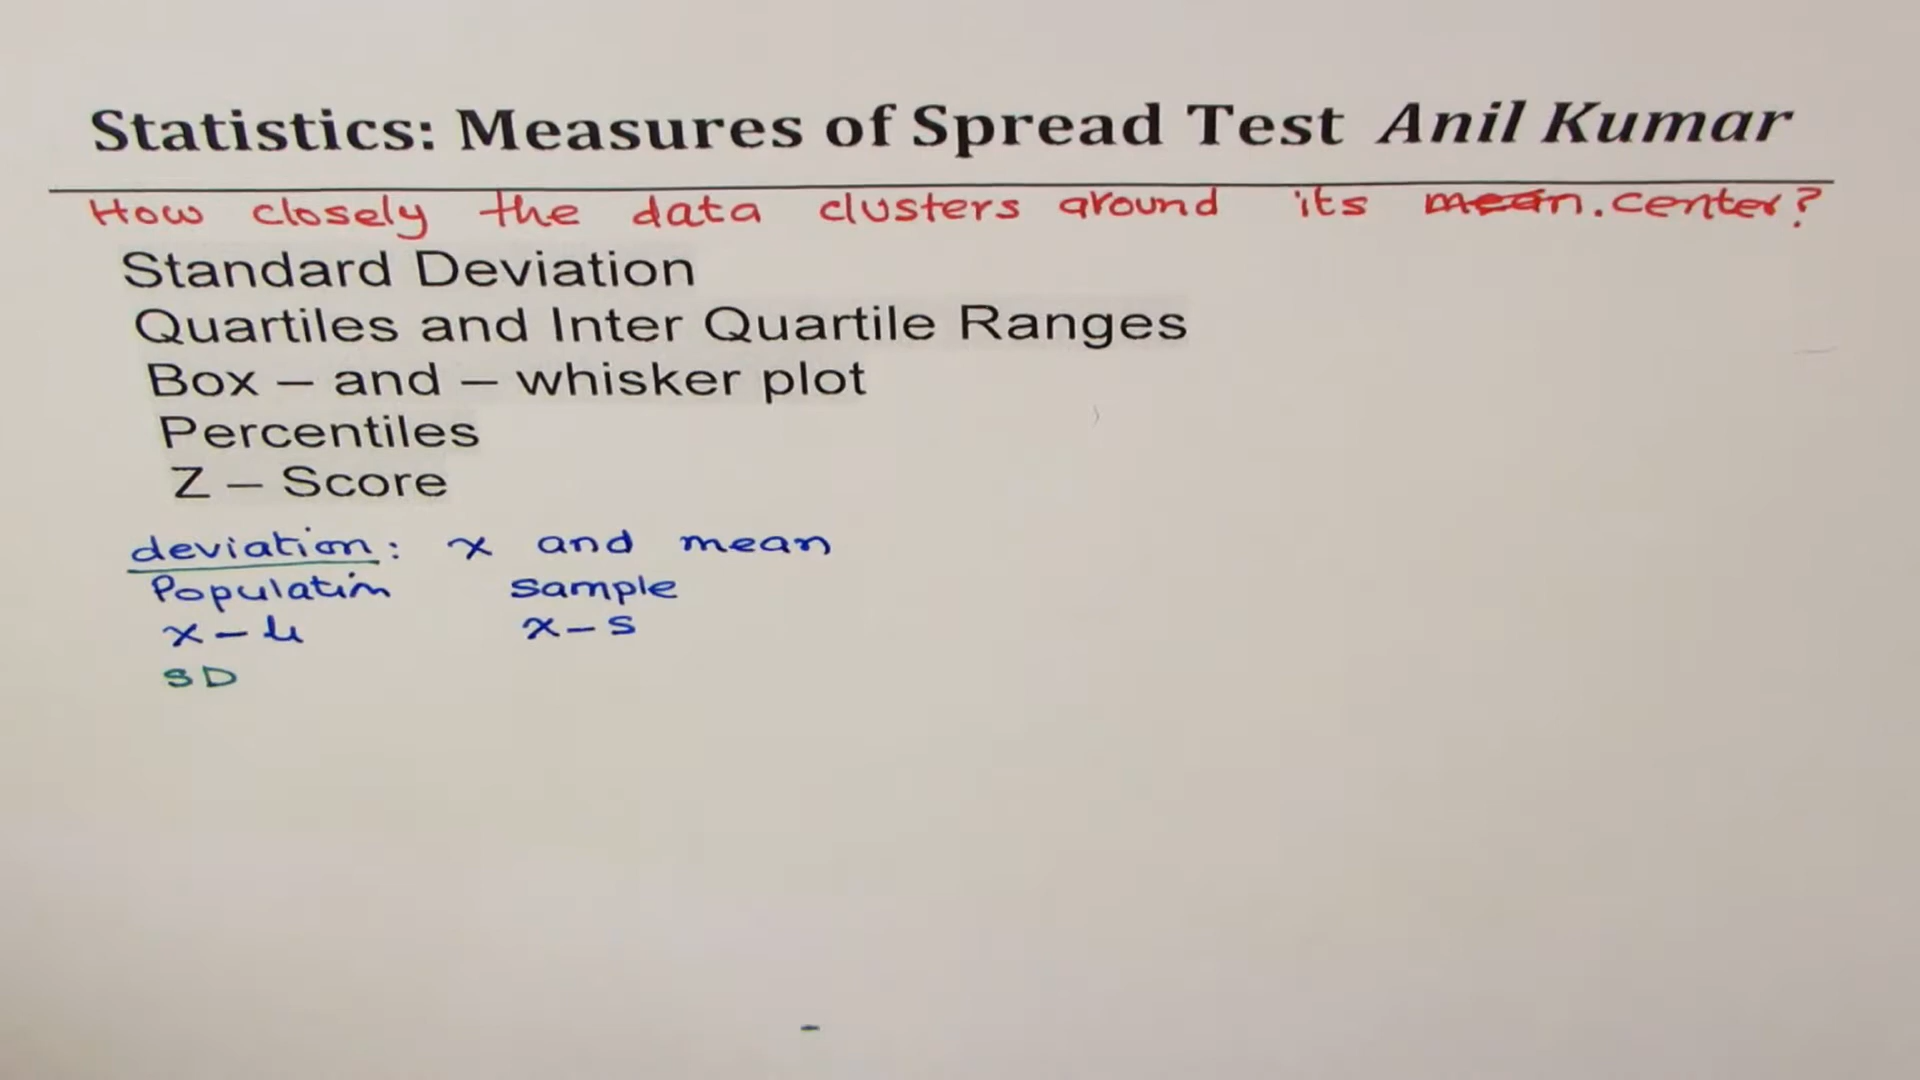 Statistics: Measures of Spread Test Anil Kumar
How closely the data clusters around its mean. center?
Standard Deviation
Quartiles and Inter Quartile Ranges
Box – and – whisker plot
Percentiles
Z – Score
deviation: x and mean
Population sample
x - μ x - s
SD